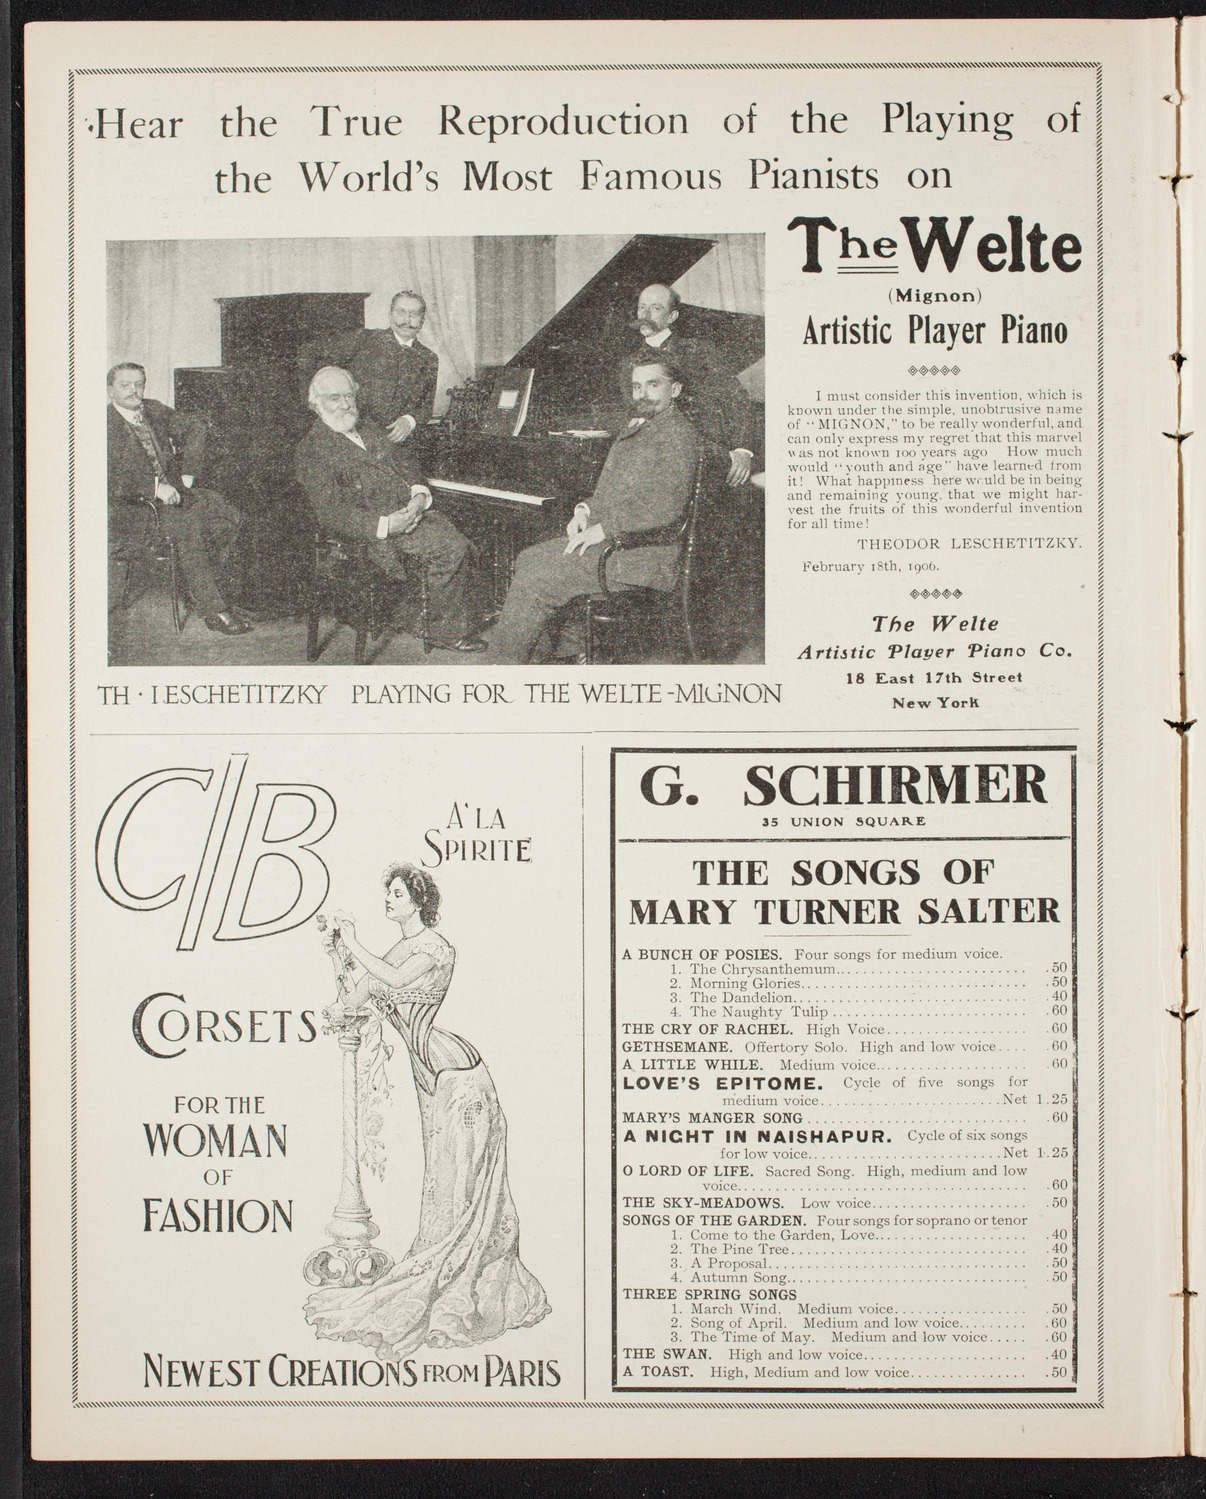 Hear the True Reproduction of the Playing of
the World's Most Famous Pianists on
The Welte
(Mignon)
Artistic Player Piano
I must consider this invention, which is
known under the simple, unobtrusive name
of "MIGNON," to be really wonderful, and
can only express my regret that this marvel
was not known 100 years ago How much
would "youth and age" have learned from
it! What happiness here would be in being
and remaining young, that we might har-
vest the fruits of this wonderful invention
for all time!
THEODOR LESCHETITZKY.
February 18th, 1906.
The Welte
Artistic Player Piano Co.
18 East 17th Street
New York
TH · LESCHETITZKY PLAYING FOR THE WELTE-MIGNON
C/B
A' LA
SPIRITE
CORSETS
FOR THE
WOMAN
OF
FASHION
NEWEST CREATIONS FROM PARIS
G. SCHIRMER
35 UNION SQUARE
THE SONGS OF
MARY TURNER SALTER
A BUNCH OF POSIES. Four songs for medium voice.
1. The Chrysanthemum........................ .50
2. Morning Glories............................. .50
3. The Dandelion.............................. .40
4. The Naughty Tulip ......................... 60
THE CRY OF RACHEL. High Voice.................. .60
GETHSEMANE. Offertory Solo. High and low voice.... .60
A LITTLE WHILE. Medium voice.................... .60
LOVE'S EPITOME. Cycle of five songs for
medium voice........................Net 1.25
MARY'S MANGER SONG ............................ .60
A NIGHT IN NAISHAPUR. Cycle of six songs
for low voice..........................Net 1.25
O LORD OF LIFE. Sacred Song. High, medium and low
voice...................................... .60
THE SKY-MEADOWS. Low voice.................... .50
SONGS OF THE GARDEN. Four songs for soprano or tenor
1. Come to the Garden, Love.................... .40
2. The Pine Tree............................... .40
3. A Proposal.................................. .50
4. Autumn Song................................ 50
THREE SPRING SONGS
1. March Wind. Medium voice.................. .50
2. Song of April. Medium and low voice......... .60
3. The Time of May. Medium and low voice..... .60
THE SWAN. High and low voice..................... .40
A TOAST. High, Medium and low voice............... .50